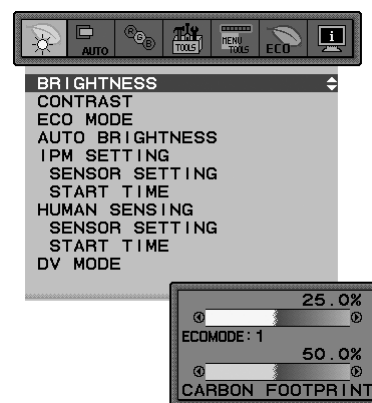 AUTO RGB TOOLS MENU TOOLS ECO i
BRIGHTNESS
CONTRAST
ECO MODE
AUTO BRIGHTNESS
IPM SETTING
SENSOR SETTING
START TIME
HUMAN SENSING
SENSOR SETTING
START TIME
DV MODE
25.0%
ECOMODE:1
50.0%
CARBON FOOTPRINT